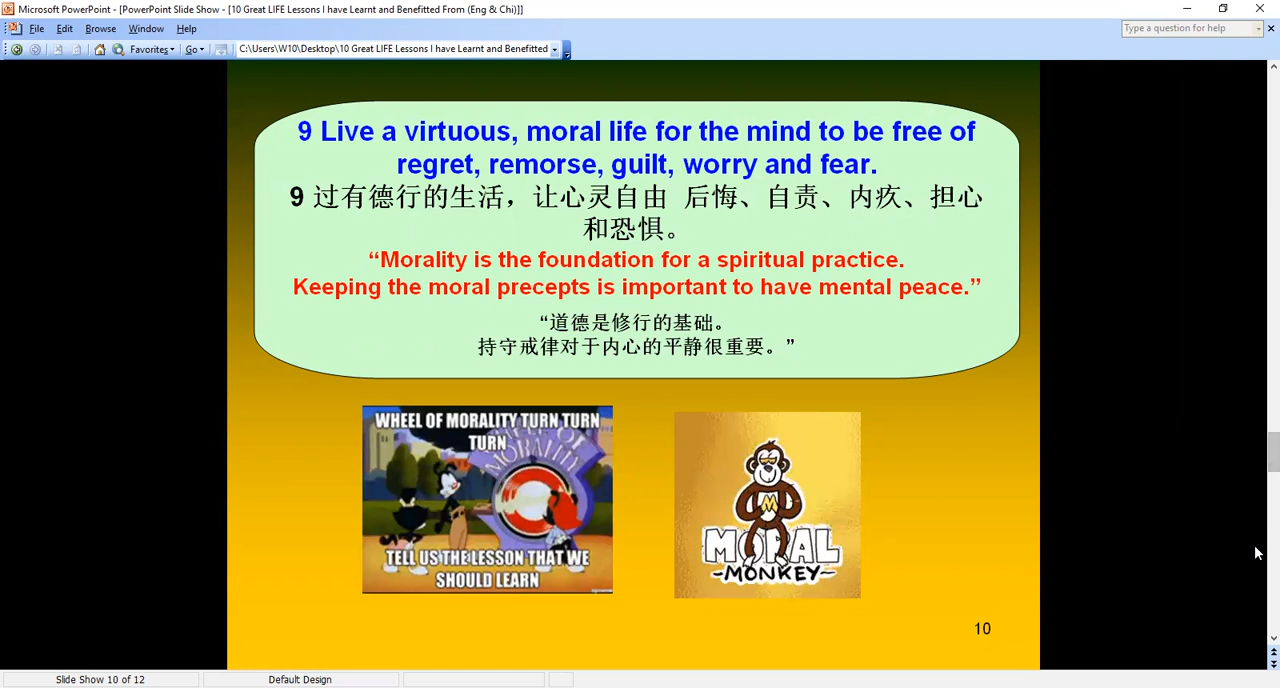 Microsoft PowerPoint - [PowerPoint Slide Show - [10 Great LIFE Lessons I have Learnt and Benefitted From (Eng & Chi)]]
File Edit Browse Window Help
Type a question for help
Favorites Go C:\Users\W10\Desktop\10 Great LIFE Lessons I have Learnt and Benefitted
9 Live a virtuous, moral life for the mind to be free of
regret, remorse, guilt, worry and fear.
9 过有德行的生活，让心灵自由 后悔、自责、内疚、担心
和恐惧。
“Morality is the foundation for a spiritual practice.
Keeping the moral precepts is important to have mental peace.”
“道德是修行的基础。
持守戒律对于内心的平静很重要。”
WHEEL OF MORALITY TURN TURN
TURN
MORALITY
TELL US THE LESSON THAT WE
SHOULD LEARN
M
MORAL
-MONKEY-
10
Slide Show 10 of 12
Default Design